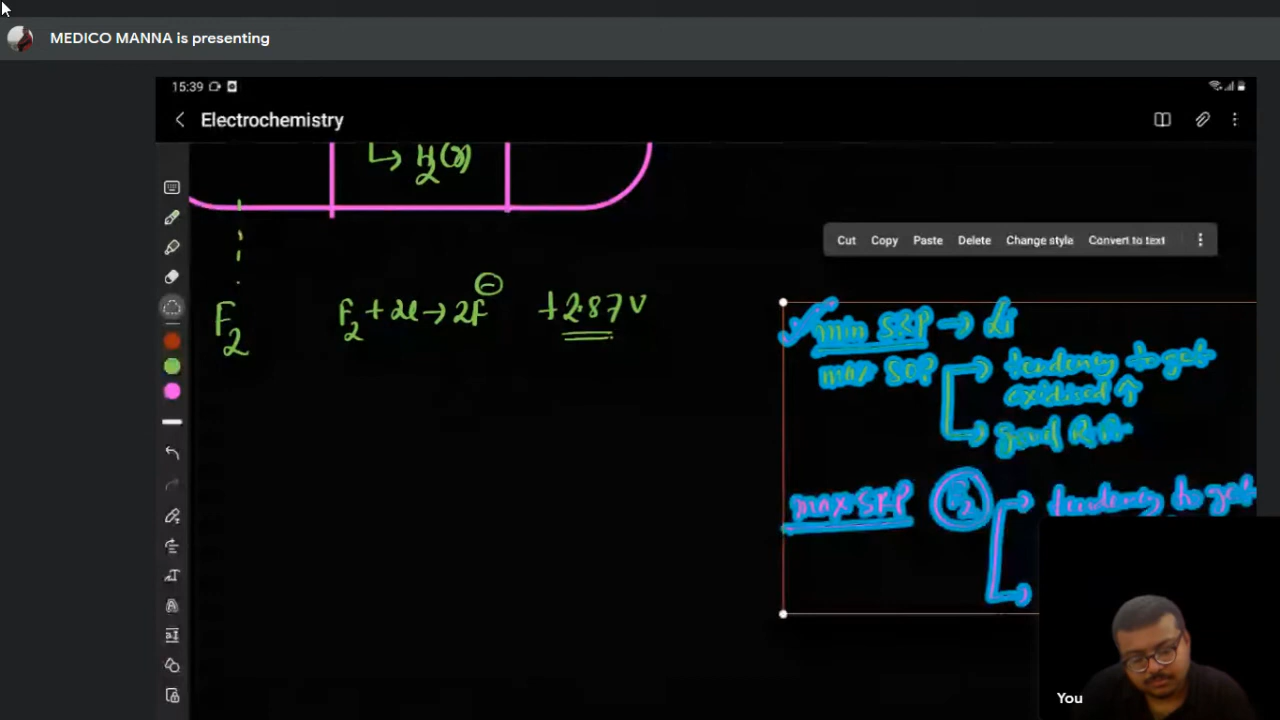 MEDICO MANNA is presenting
15:39
Electrochemistry
↳ H2(g)
Cut Copy Paste Delete Change style Convert to text
F2 F2 + 2e → 2F⊖ +2.87 V
min SRP → Li
max SOP → tendency to get
oxidised ↑
→ good R.A.
max SRP F2 → tendency to get
→
You